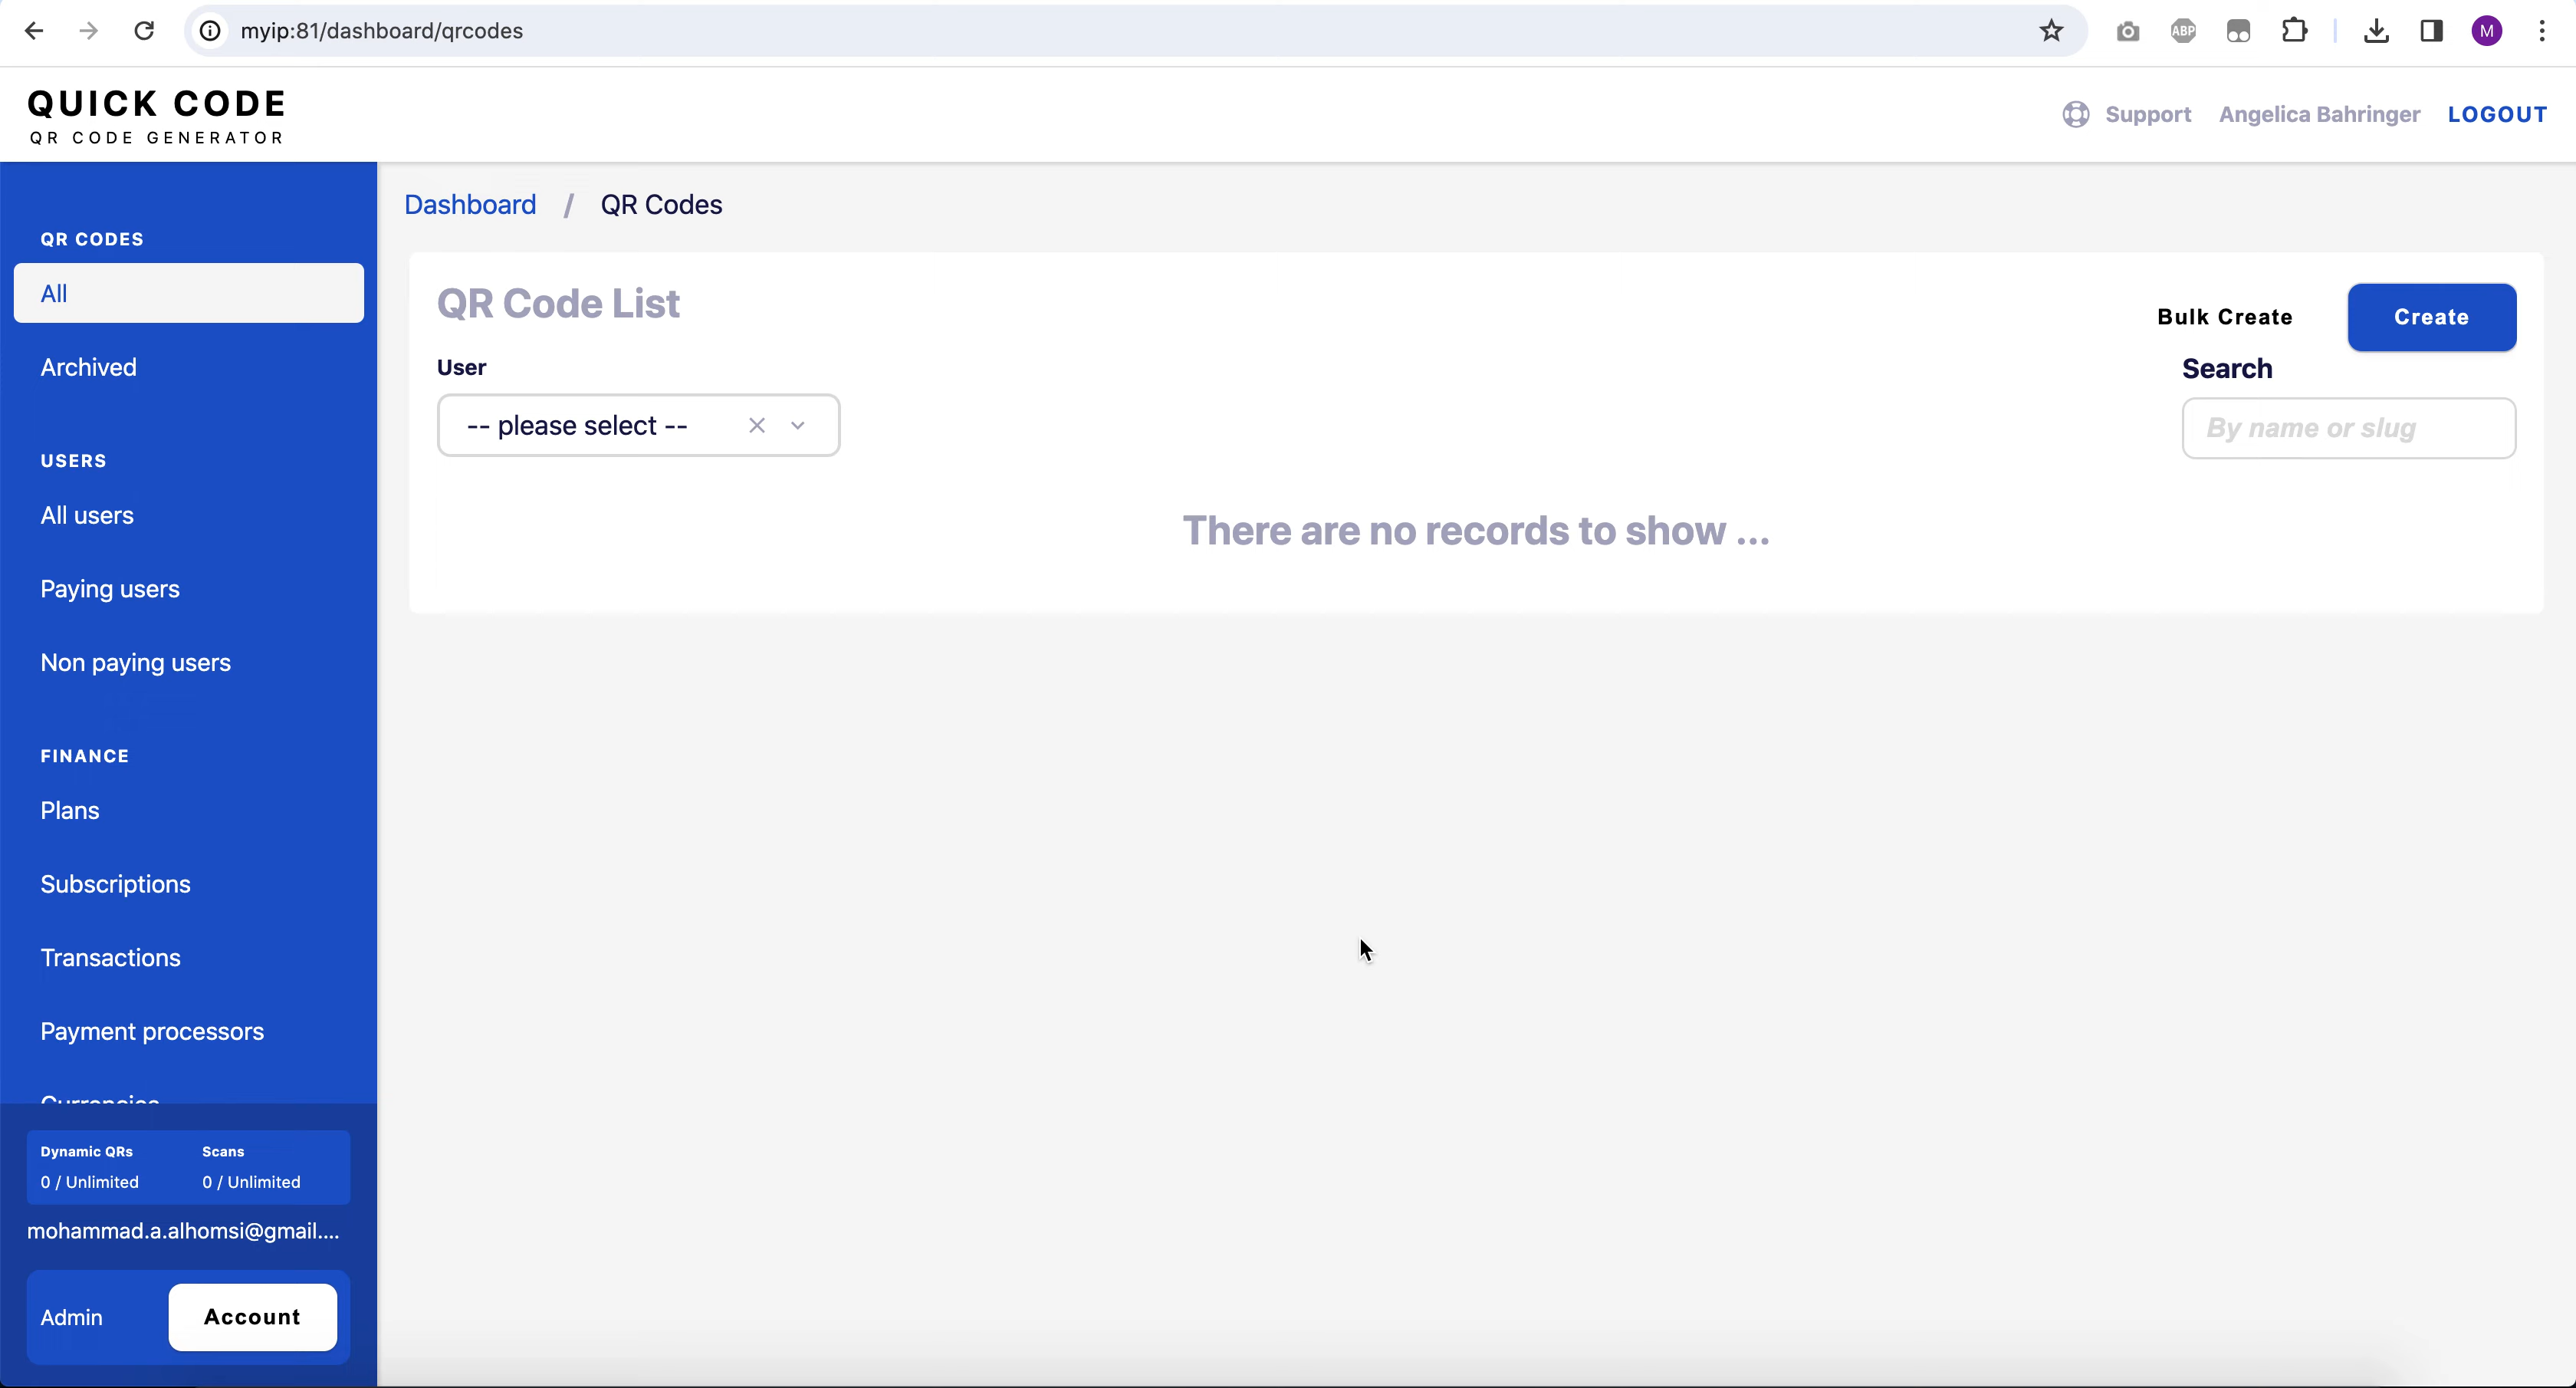 myip:81/dashboard/qrcodes
ABP
M
QUICK CODE
QR CODE GENERATOR
Support Angelica Bahringer LOGOUT
QR CODES
All
Archived
USERS
All users
Paying users
Non paying users
FINANCE
Plans
Subscriptions
Transactions
Payment processors
Currencies
Dynamic QRs Scans
0 / Unlimited 0 / Unlimited
mohammad.a.alhomsi@gmail....
Admin Account
Dashboard / QR Codes
QR Code List
Bulk Create Create
User
-- please select --
Search
By name or slug
There are no records to show ...